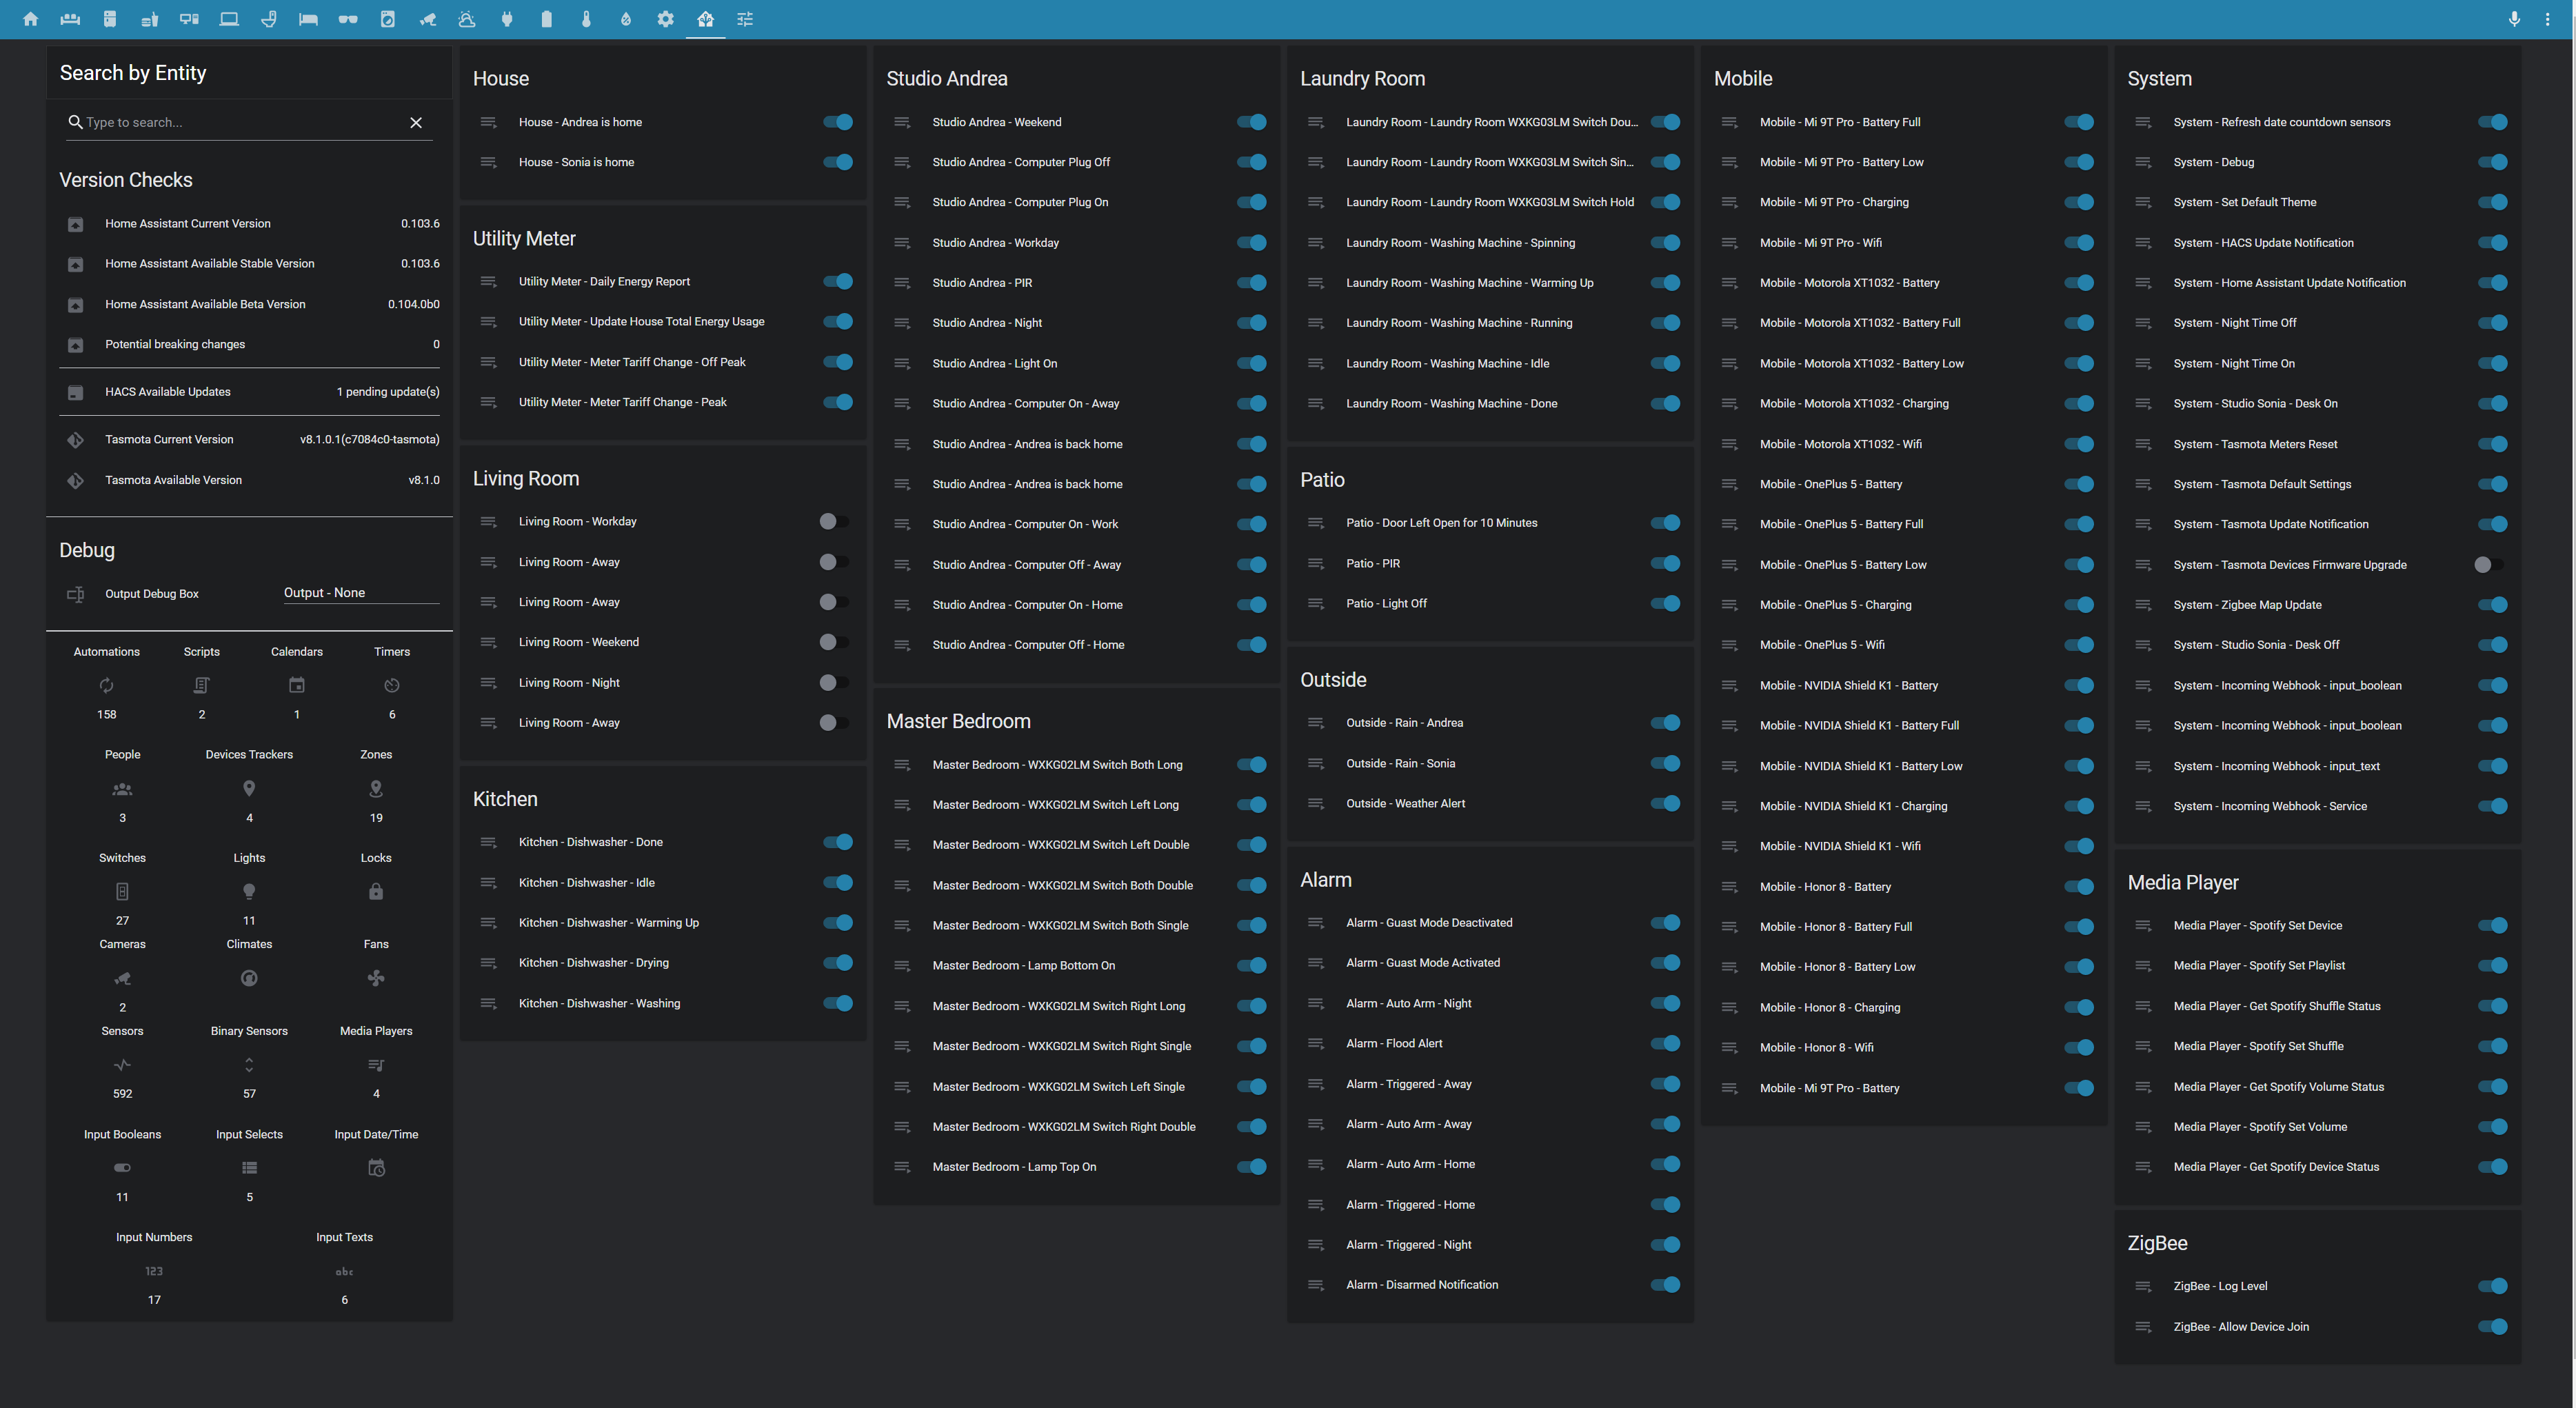 Search by Entity
Type to search...
Version Checks
Home Assistant Current Version 0.103.6
Home Assistant Available Stable Version 0.103.6
Home Assistant Available Beta Version 0.104.0b0
Potential breaking changes 0
HACS Available Updates 1 pending update(s)
Tasmota Current Version v8.1.0.1(c7084c0-tasmota)
Tasmota Available Version v8.1.0
Debug
Output Debug Box Output - None
Automations Scripts Calendars Timers
158 2 1 6
People Devices Trackers Zones
3 4 19
Switches Lights Locks
27 11
Cameras Climates Fans
2
Sensors Binary Sensors Media Players
592 57 4
Input Booleans Input Selects Input Date/Time
11 5
Input Numbers Input Texts
123 abc
17 6
House
House - Andrea is home
House - Sonia is home
Utility Meter
Utility Meter - Daily Energy Report
Utility Meter - Update House Total Energy Usage
Utility Meter - Meter Tariff Change - Off Peak
Utility Meter - Meter Tariff Change - Peak
Living Room
Living Room - Workday
Living Room - Away
Living Room - Away
Living Room - Weekend
Living Room - Night
Living Room - Away
Kitchen
Kitchen - Dishwasher - Done
Kitchen - Dishwasher - Idle
Kitchen - Dishwasher - Warming Up
Kitchen - Dishwasher - Drying
Kitchen - Dishwasher - Washing
Studio Andrea
Studio Andrea - Weekend
Studio Andrea - Computer Plug Off
Studio Andrea - Computer Plug On
Studio Andrea - Workday
Studio Andrea - PIR
Studio Andrea - Night
Studio Andrea - Light On
Studio Andrea - Computer On - Away
Studio Andrea - Andrea is back home
Studio Andrea - Andrea is back home
Studio Andrea - Computer On - Work
Studio Andrea - Computer Off - Away
Studio Andrea - Computer On - Home
Studio Andrea - Computer Off - Home
Master Bedroom
Master Bedroom - WXKG02LM Switch Both Long
Master Bedroom - WXKG02LM Switch Left Long
Master Bedroom - WXKG02LM Switch Left Double
Master Bedroom - WXKG02LM Switch Both Double
Master Bedroom - WXKG02LM Switch Both Single
Master Bedroom - Lamp Bottom On
Master Bedroom - WXKG02LM Switch Right Long
Master Bedroom - WXKG02LM Switch Right Single
Master Bedroom - WXKG02LM Switch Left Single
Master Bedroom - WXKG02LM Switch Right Double
Master Bedroom - Lamp Top On
Laundry Room
Laundry Room - Laundry Room WXKG03LM Switch Dou...
Laundry Room - Laundry Room WXKG03LM Switch Sin...
Laundry Room - Laundry Room WXKG03LM Switch Hold
Laundry Room - Washing Machine - Spinning
Laundry Room - Washing Machine - Warming Up
Laundry Room - Washing Machine - Running
Laundry Room - Washing Machine - Idle
Laundry Room - Washing Machine - Done
Patio
Patio - Door Left Open for 10 Minutes
Patio - PIR
Patio - Light Off
Outside
Outside - Rain - Andrea
Outside - Rain - Sonia
Outside - Weather Alert
Alarm
Alarm - Guast Mode Deactivated
Alarm - Guast Mode Activated
Alarm - Auto Arm - Night
Alarm - Flood Alert
Alarm - Triggered - Away
Alarm - Auto Arm - Away
Alarm - Auto Arm - Home
Alarm - Triggered - Home
Alarm - Triggered - Night
Alarm - Disarmed Notification
Mobile
Mobile - Mi 9T Pro - Battery Full
Mobile - Mi 9T Pro - Battery Low
Mobile - Mi 9T Pro - Charging
Mobile - Mi 9T Pro - Wifi
Mobile - Motorola XT1032 - Battery
Mobile - Motorola XT1032 - Battery Full
Mobile - Motorola XT1032 - Battery Low
Mobile - Motorola XT1032 - Charging
Mobile - Motorola XT1032 - Wifi
Mobile - OnePlus 5 - Battery
Mobile - OnePlus 5 - Battery Full
Mobile - OnePlus 5 - Battery Low
Mobile - OnePlus 5 - Charging
Mobile - OnePlus 5 - Wifi
Mobile - NVIDIA Shield K1 - Battery
Mobile - NVIDIA Shield K1 - Battery Full
Mobile - NVIDIA Shield K1 - Battery Low
Mobile - NVIDIA Shield K1 - Charging
Mobile - NVIDIA Shield K1 - Wifi
Mobile - Honor 8 - Battery
Mobile - Honor 8 - Battery Full
Mobile - Honor 8 - Battery Low
Mobile - Honor 8 - Charging
Mobile - Honor 8 - Wifi
Mobile - Mi 9T Pro - Battery
System
System - Refresh date countdown sensors
System - Debug
System - Set Default Theme
System - HACS Update Notification
System - Home Assistant Update Notification
System - Night Time Off
System - Night Time On
System - Studio Sonia - Desk On
System - Tasmota Meters Reset
System - Tasmota Default Settings
System - Tasmota Update Notification
System - Tasmota Devices Firmware Upgrade
System - Zigbee Map Update
System - Studio Sonia - Desk Off
System - Incoming Webhook - input_boolean
System - Incoming Webhook - input_boolean
System - Incoming Webhook - input_text
System - Incoming Webhook - Service
Media Player
Media Player - Spotify Set Device
Media Player - Spotify Set Playlist
Media Player - Get Spotify Shuffle Status
Media Player - Spotify Set Shuffle
Media Player - Get Spotify Volume Status
Media Player - Spotify Set Volume
Media Player - Get Spotify Device Status
ZigBee
ZigBee - Log Level
ZigBee - Allow Device Join